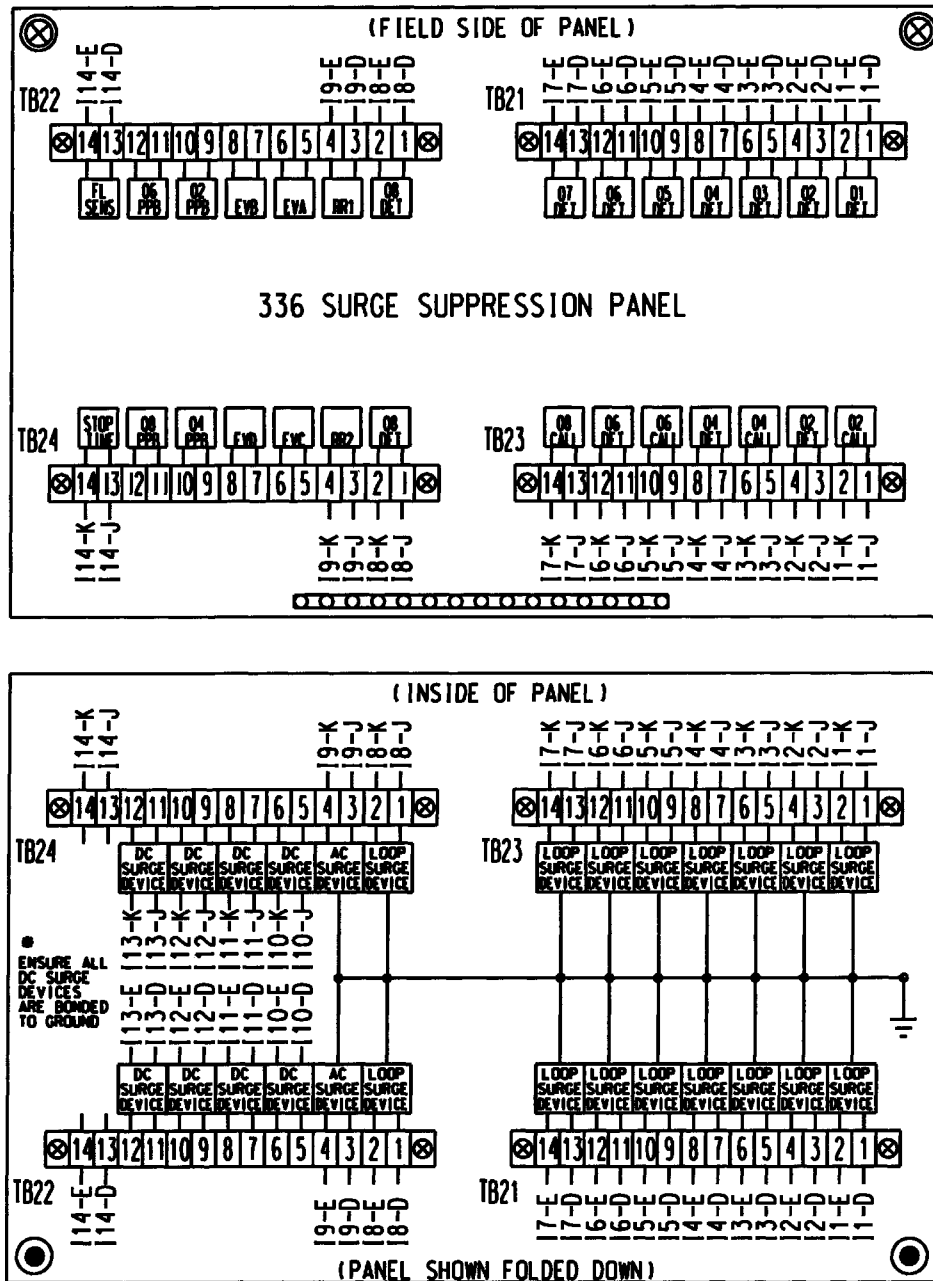 (FIELD SIDE OF PANEL)
I14-E I14-D I9-E I9-D I8-E I8-D
I7-E I7-D I6-E I6-D I5-E I5-D I4-E I4-D I3-E I3-D I2-E I2-D I1-E I1-D
TB22
TB21
14 13 12 11 10 9 8 7 6 5 4 3 2 1
14 13 12 11 10 9 8 7 6 5 4 3 2 1
FL SENS
06 PPB
02 PPB
EVB
EVA
RR1
08 DET
07 DET
06 DET
05 DET
04 DET
03 DET
02 DET
01 DET
336 SURGE SUPPRESSION PANEL
STOP TIME
08 PPB
04 PPB
EVC
RR2
08 DET
08 CALL
06 DET
06 CALL
04 DET
04 CALL
02 DET
02 CALL
TB24
TB23
14 13 12 11 10 9 8 7 6 5 4 3 2 1
14 13 12 11 10 9 8 7 6 5 4 3 2 1
I14-K I14-J I9-K I9-J I8-K I8-J
I7-K I7-J I6-K I6-J I5-K I5-J I4-K I4-J I3-K I3-J I2-K I2-J I1-K I1-J
(INSIDE OF PANEL)
I14-K I14-J I9-K I9-J I8-K I8-J
I7-K I7-J I6-K I6-J I5-K I5-J I4-K I4-J I3-K I3-J I2-K I2-J I1-K I1-J
14 13 12 11 10 9 8 7 6 5 4 3 2 1
14 13 12 11 10 9 8 7 6 5 4 3 2 1
TB24
TB23
DC DC DC DC AC LOOP
SURGE SURGE SURGE SURGE SURGE SURGE
DEVICE DEVICE DEVICE DEVICE DEVICE DEVICE
LOOP LOOP LOOP LOOP LOOP LOOP LOOP
SURGE SURGE SURGE SURGE SURGE SURGE SURGE
DEVICE DEVICE DEVICE DEVICE DEVICE DEVICE DEVICE
I13-K I13-J I12-K I12-J I11-K I11-J I10-K I10-J
*
ENSURE ALL
DC SURGE
DEVICES
ARE BONDED
TO GROUND
I13-E I13-D I12-E I12-D I11-E I11-D I10-E I10-D
DC DC DC DC AC LOOP
SURGE SURGE SURGE SURGE SURGE SURGE
DEVICE DEVICE DEVICE DEVICE DEVICE DEVICE
LOOP LOOP LOOP LOOP LOOP LOOP LOOP
SURGE SURGE SURGE SURGE SURGE SURGE SURGE
DEVICE DEVICE DEVICE DEVICE DEVICE DEVICE DEVICE
14 13 12 11 10 9 8 7 6 5 4 3 2 1
14 13 12 11 10 9 8 7 6 5 4 3 2 1
TB22
TB21
I14-E I14-D I9-E I9-D I8-E I8-D
I7-E I7-D I6-E I6-D I5-E I5-D I4-E I4-D I3-E I3-D I2-E I2-D I1-E I1-D
(PANEL SHOWN FOLDED DOWN)